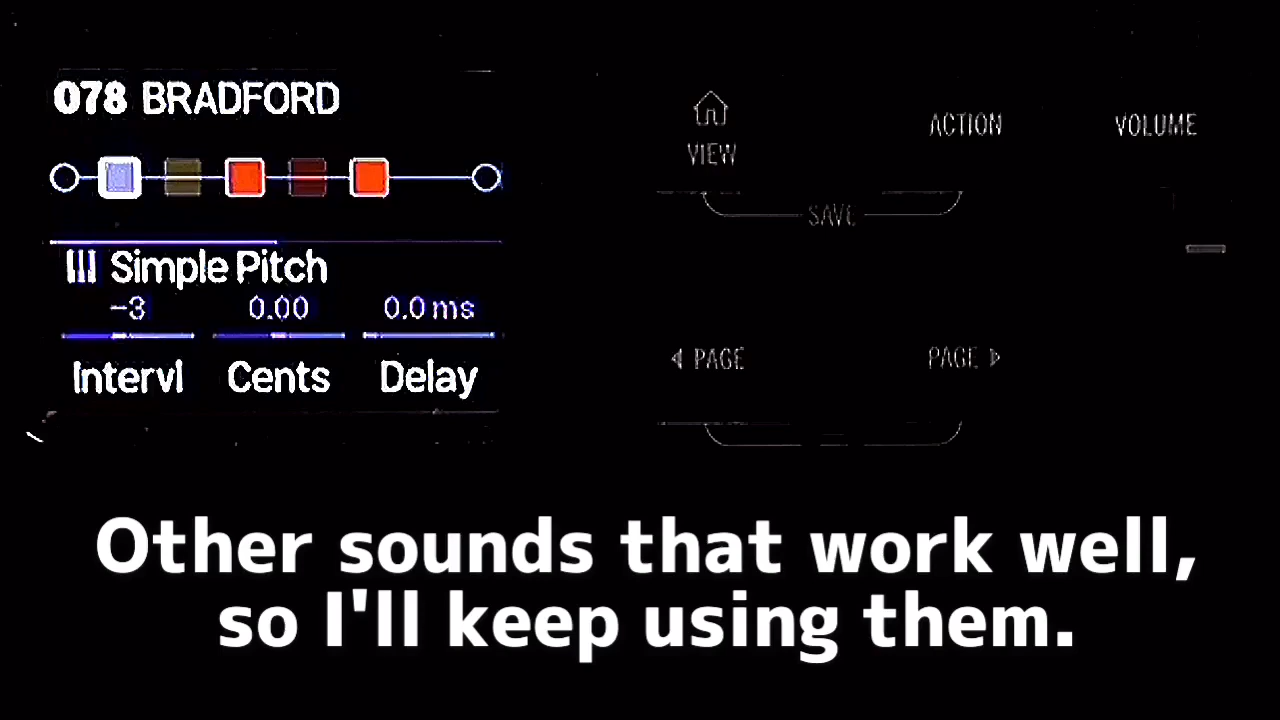 078 BRADFORD
VIEW
ACTION
VOLUME
SAVE
Simple Pitch
-3 0.00 0.0 ms
Intervl Cents Delay
PAGE
PAGE
Other sounds that work well,
so I'll keep using them.